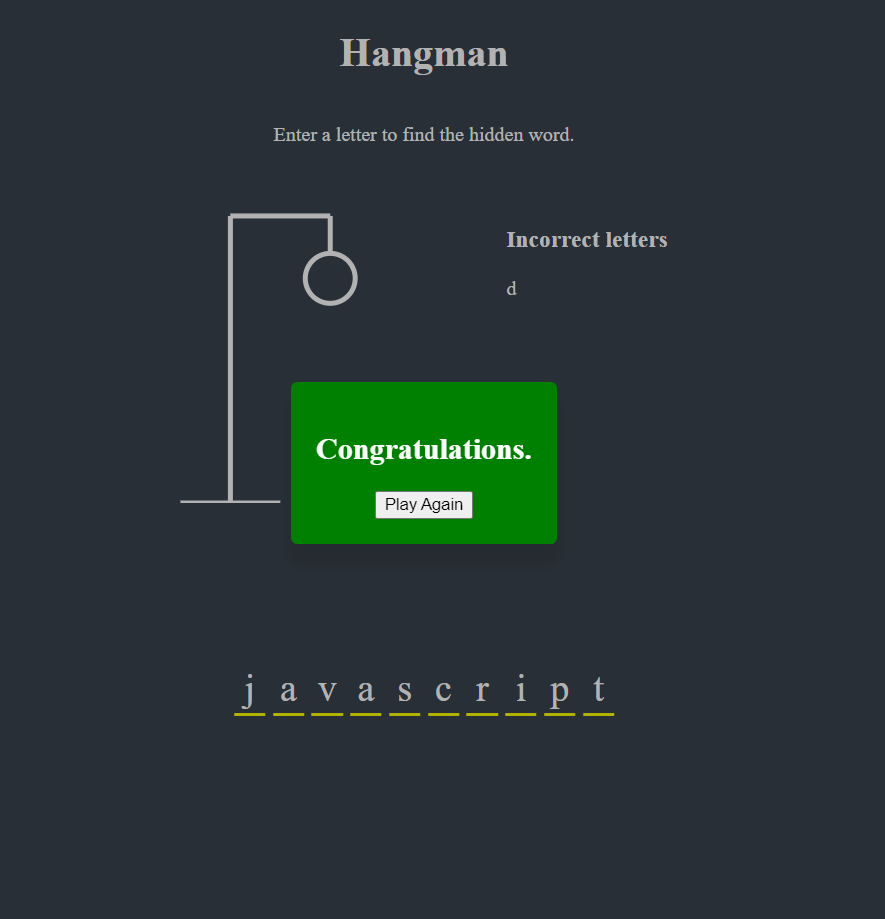 Hangman
Enter a letter to find the hidden word.
Incorrect letters
d
Congratulations.
Play Again
j a v a s c r i p t